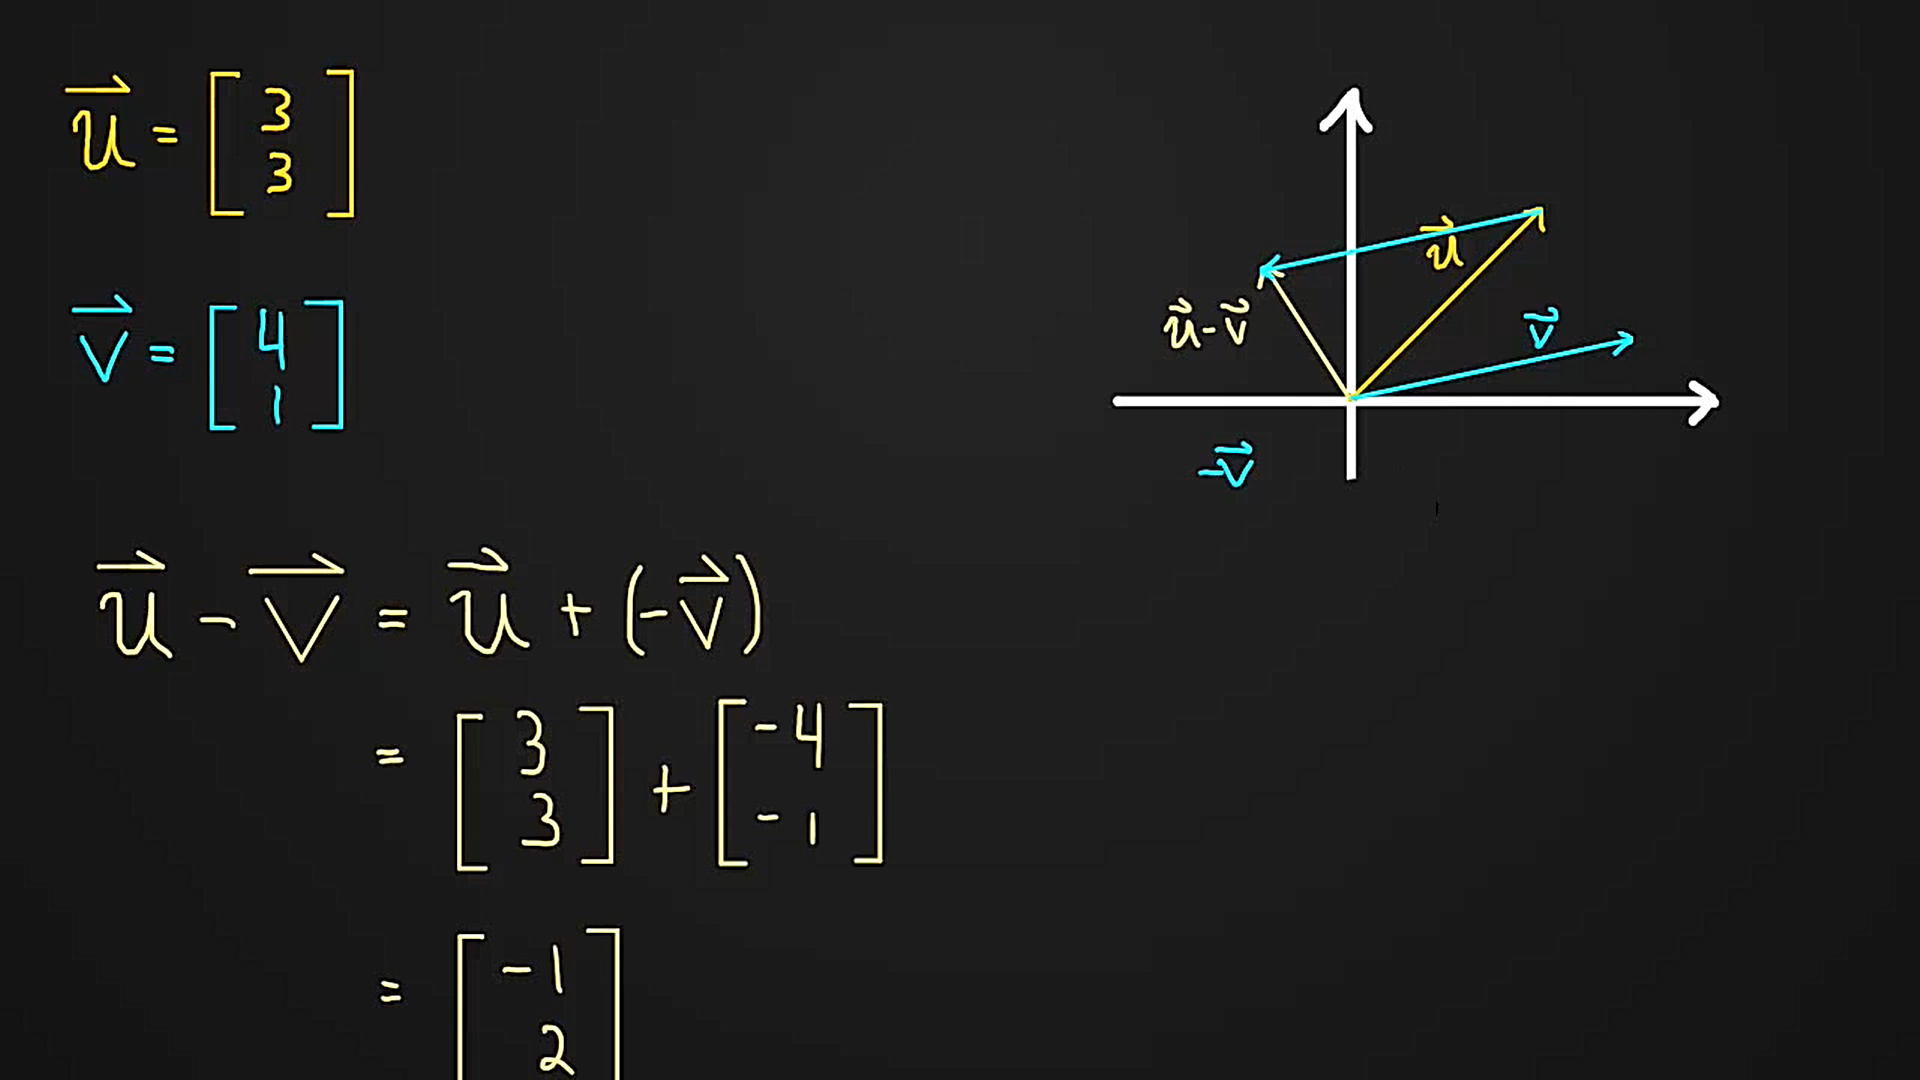 u⃗ = [3
3]
v⃗ = [4
1]
u⃗ - v⃗ = u⃗ + (-v⃗)
= [3
3] + [-4
-1]
= [-1
2]
u⃗
v⃗
u⃗ - v⃗
-v⃗